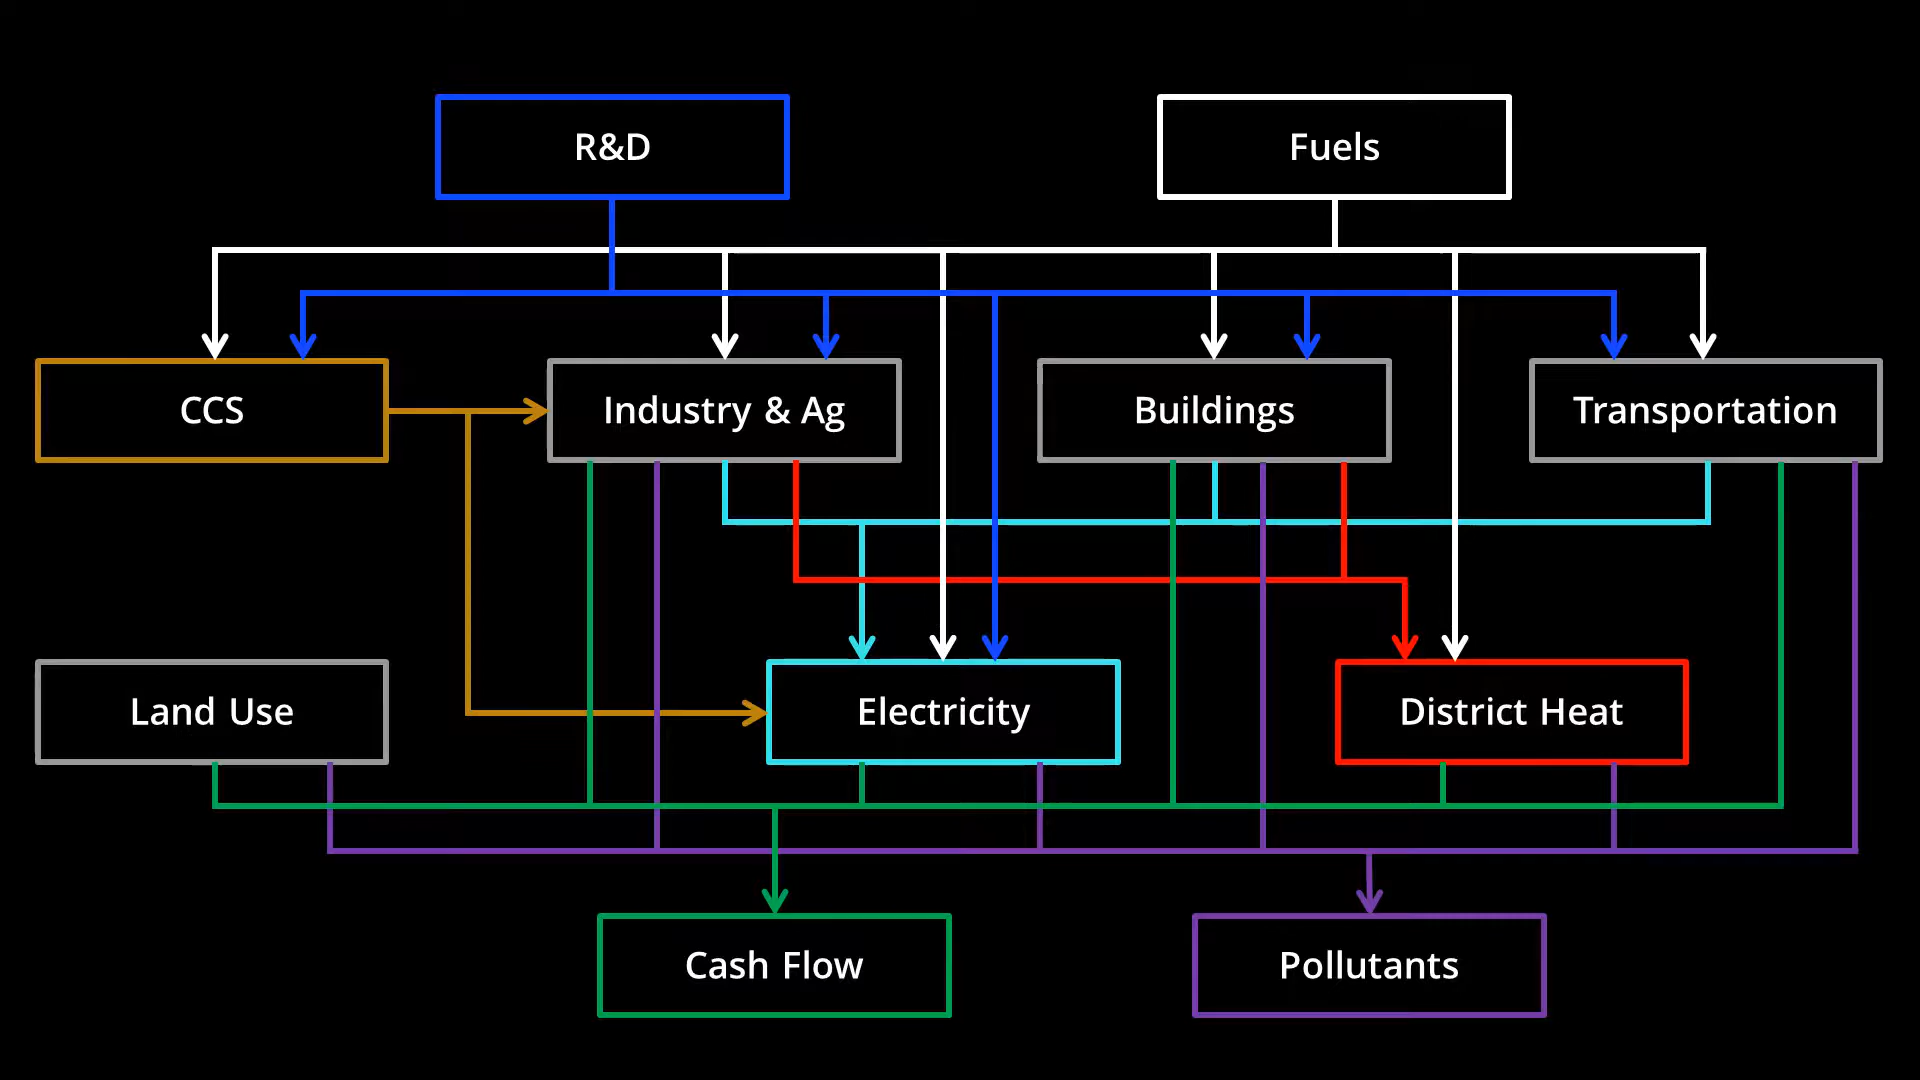 R&D
Fuels
CCS
Industry & Ag
Buildings
Transportation
Land Use
Electricity
District Heat
Cash Flow
Pollutants